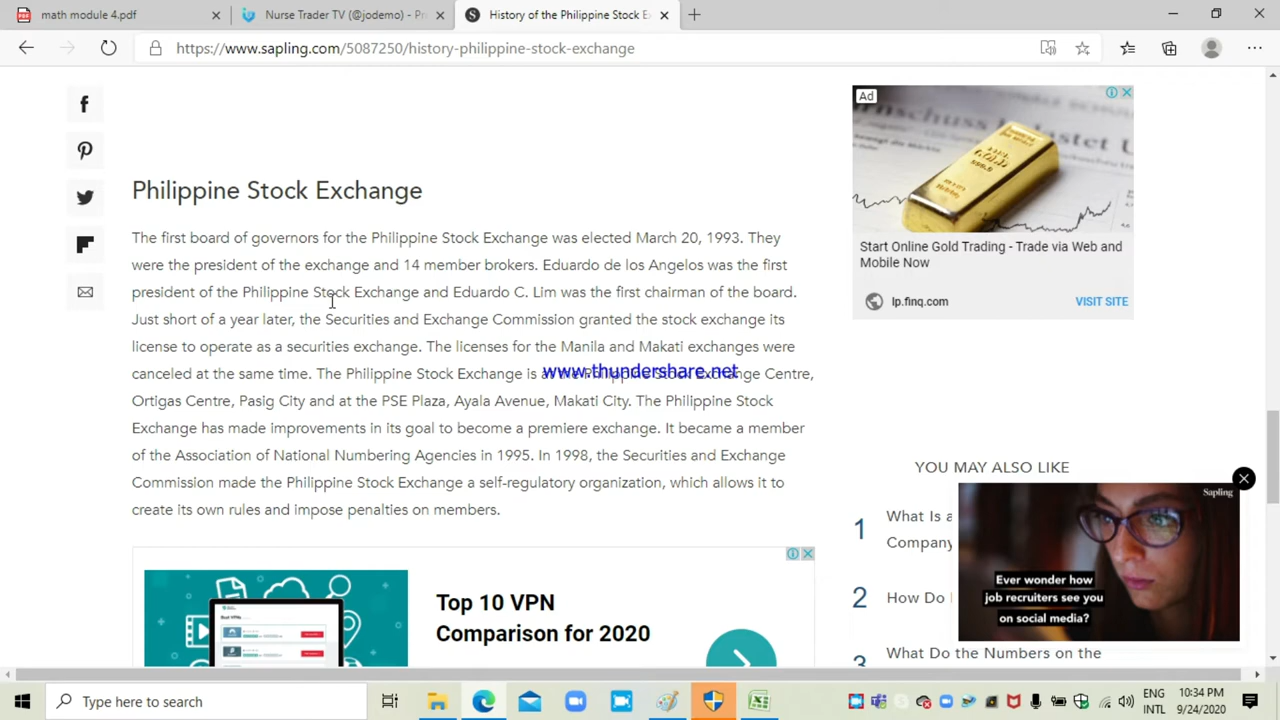 math module 4.pdf
Nurse Trader TV (@jodemo) - Pr
History of the Philippine Stock E
https://www.sapling.com/5087250/history-philippine-stock-exchange
Philippine Stock Exchange
The first board of governors for the Philippine Stock Exchange was elected March 20, 1993. They
were the president of the exchange and 14 member brokers. Eduardo de los Angelos was the first
president of the Philippine Stock Exchange and Eduardo C. Lim was the first chairman of the board.
Just short of a year later, the Securities and Exchange Commission granted the stock exchange its
license to operate as a securities exchange. The licenses for the Manila and Makati exchanges were
canceled at the same time. The Philippine Stock Exchange is at the Philippine Stock Exchange Centre,
www.thundershare.net
Ortigas Centre, Pasig City and at the PSE Plaza, Ayala Avenue, Makati City. The Philippine Stock
Exchange has made improvements in its goal to become a premiere exchange. It became a member
of the Association of National Numbering Agencies in 1995. In 1998, the Securities and Exchange
Commission made the Philippine Stock Exchange a self-regulatory organization, which allows it to
create its own rules and impose penalties on members.
Ad
Start Online Gold Trading - Trade via Web and
Mobile Now
lp.finq.com
VISIT SITE
YOU MAY ALSO LIKE
1
What Is a
Company
2
How Do
3
What Do the Numbers on the
Sapling
Ever wonder how
job recruiters see you
on social media?
Top 10 VPN
Comparison for 2020
Type here to search
ENG
INTL
10:34 PM
9/24/2020